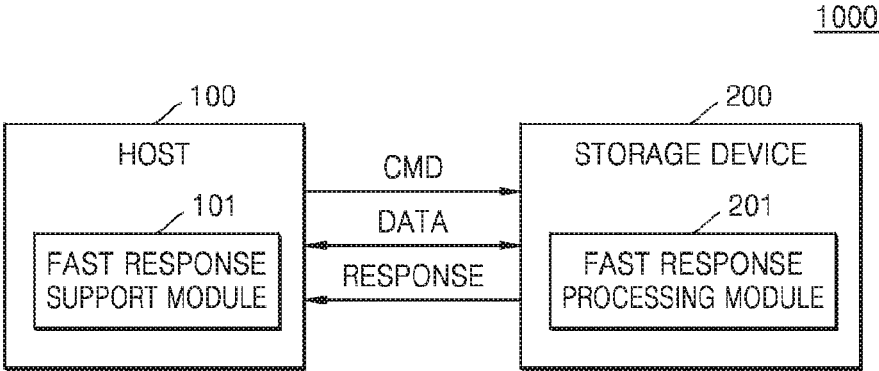 1000
100
200
HOST
STORAGE DEVICE
CMD
101
201
DATA
FAST RESPONSE
SUPPORT MODULE
RESPONSE
FAST RESPONSE
PROCESSING MODULE